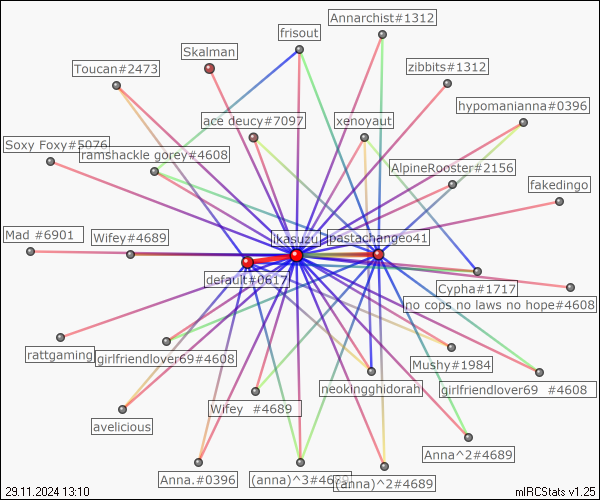 Annarchist#1312
frisout
Skalman
zibbits#1312
Toucan#2473
hypomanianna#0396
ace deucy#7097
xenoyaut
Soxy Foxy#5076
ramshackle gorey#4608
AlpineRooster#2156
fakedingo
Mad #6901
Wifey#4689
ikasuzu
pastachangeo41
default#0617
Cypha#1717
no cops no laws no hope#4608
rattgaming
girlfriendlover69#4608
Mushy#1984
neokingghidorah
girlfriendlover69 #4608
Wifey #4689
avelicious
Anna^2#4689
Anna.#0396
(anna)^3#4689
(anna)^2#4689
29.11.2024 13:10
mIRCStats v1.25